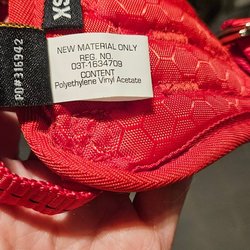 XS
PO#316942
NEW MATERIAL ONLY
REG. NO.
03T-1634709
CONTENT
Polyethylene Vinyl Acetate